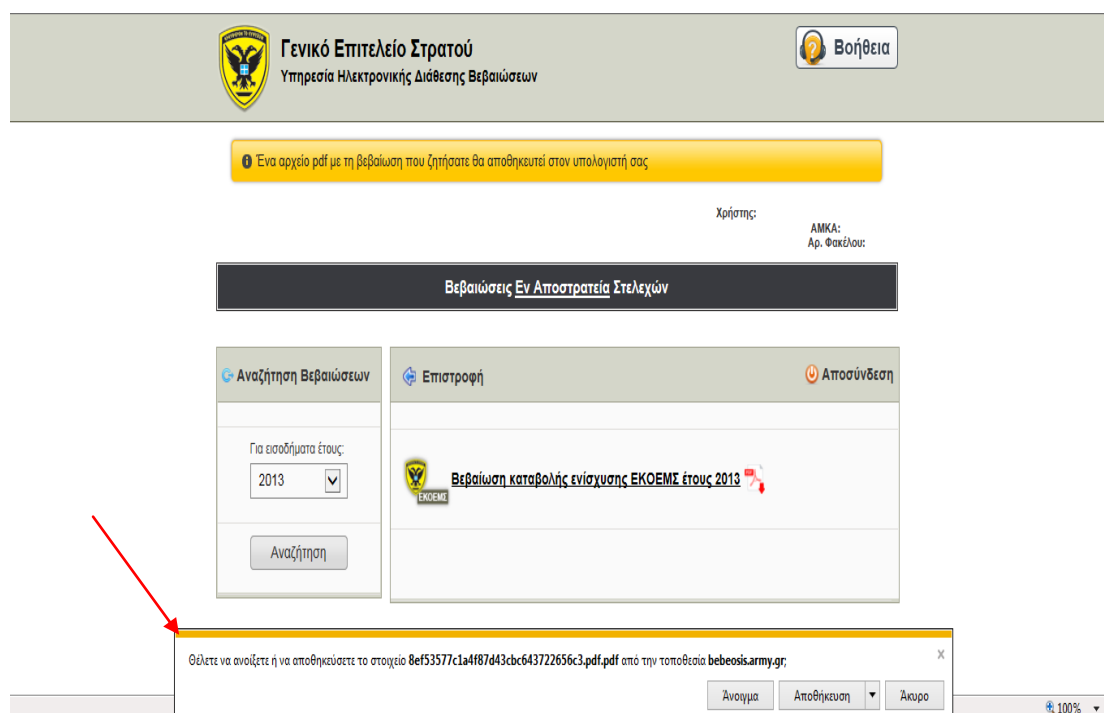 Γενικό Επιτελείο Στρατού
Υπηρεσία Ηλεκτρονικής Διάθεσης Βεβαιώσεων
Βοήθεια
Ένα αρχείο pdf με τη βεβαίωση που ζητήσατε θα αποθηκευτεί στον υπολογιστή σας
Χρήστης:
ΑΜΚΑ:
Αρ. Φακέλου:
Βεβαιώσεις Εν Αποστρατεία Στελεχών
Αναζήτηση Βεβαιώσεων
Επιστροφή
Αποσύνδεση
Για εισοδήματα έτους:
2013
Βεβαίωση καταβολής ενίσχυσης ΕΚΟΕΜΣ έτους 2013
ΕΚΟΕΜΣ
Αναζήτηση
Θέλετε να ανοίξετε ή να αποθηκεύσετε το στοιχείο 8ef53577c1a4f87d43cbc643722656c3.pdf.pdf από την τοποθεσία bebeosis.army.gr;
x
Άνοιγμα
Αποθήκευση
Άκυρο
100%